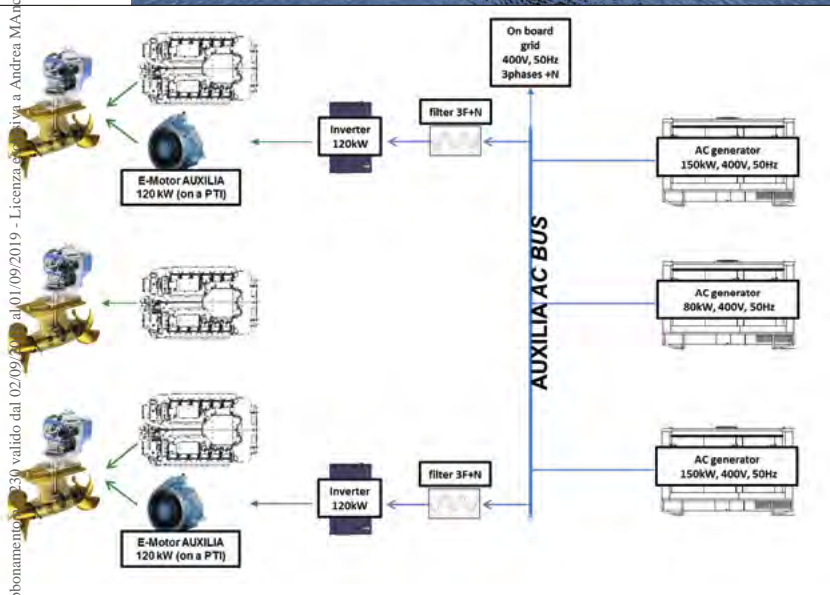 On board
grid
400V, 50Hz
3phases +N
filter 3F+N
Inverter
120kW
AC generator
150kW, 400V, 50Hz
E-Motor AUXILIA
120 kW (on a PTI)
AUXILIA AC BUS
AC generator
80kW, 400V, 50Hz
filter 3F+N
Inverter
120kW
AC generator
150kW, 400V, 50Hz
E-Motor AUXILIA
120 kW (on a PTI)
230 valido dal 02/09/ al 01/09/2019 - Licenza a Andrea